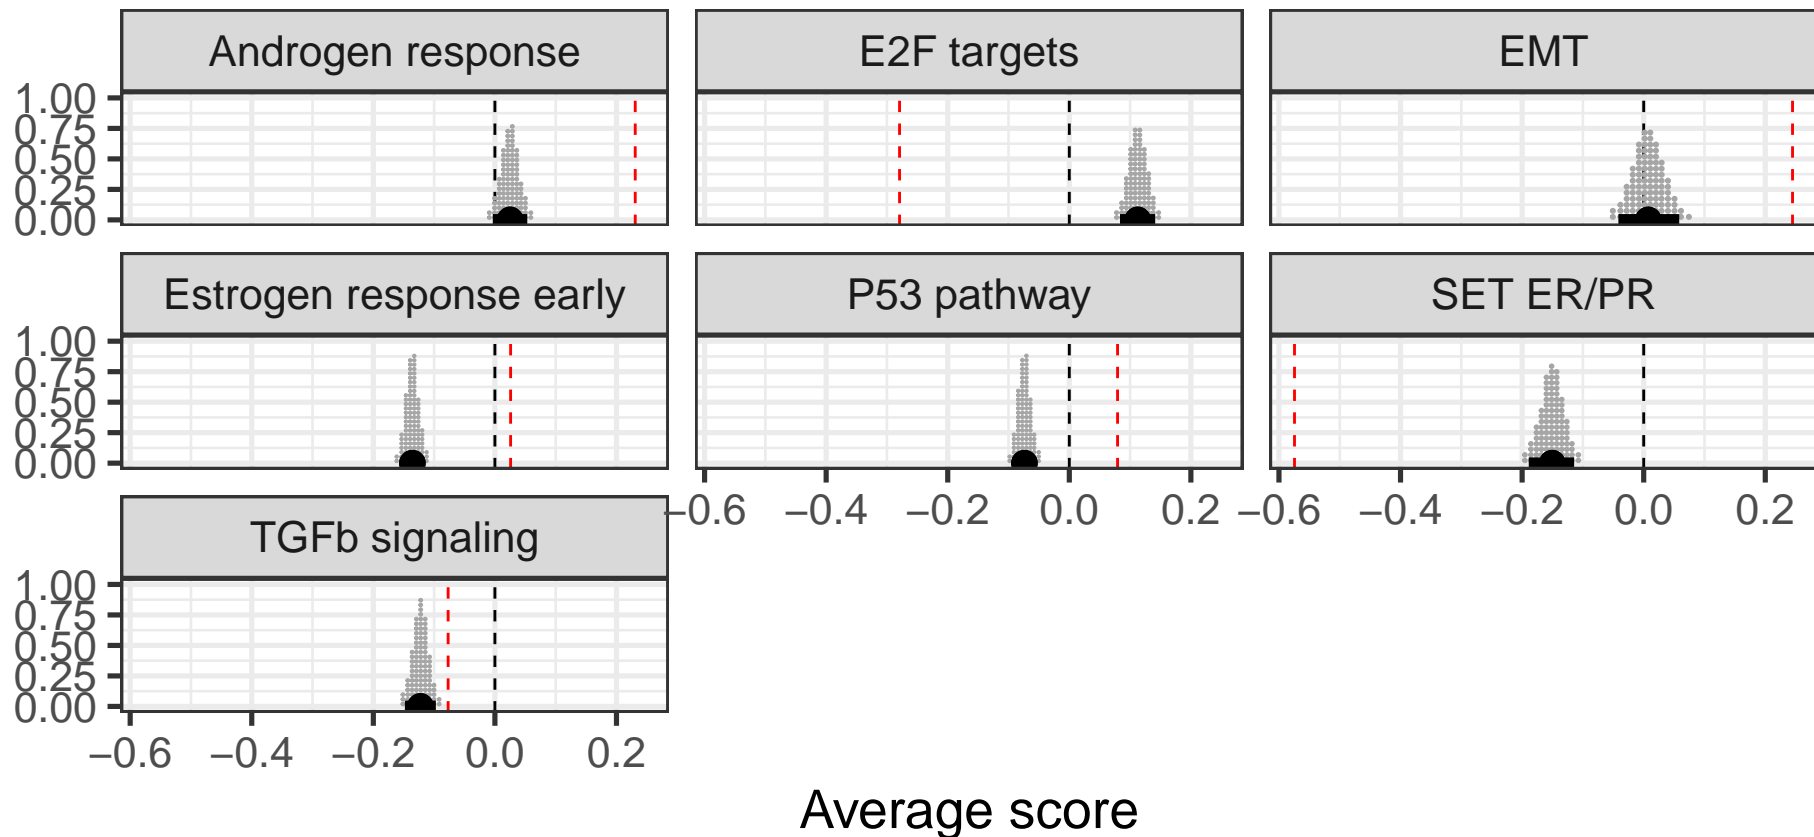 Androgen response
E2F targets
EMT
1.00
0.75
0.50
0.25
0.00
Estrogen response early
P53 pathway
SET ER/PR
1.00
0.75
0.50
0.25
0.00
−0.6 −0.4 −0.2 0.0 0.2
−0.6 −0.4 −0.2 0.0 0.2
TGFb signaling
1.00
0.75
0.50
0.25
0.00
−0.6 −0.4 −0.2 0.0 0.2
Average score